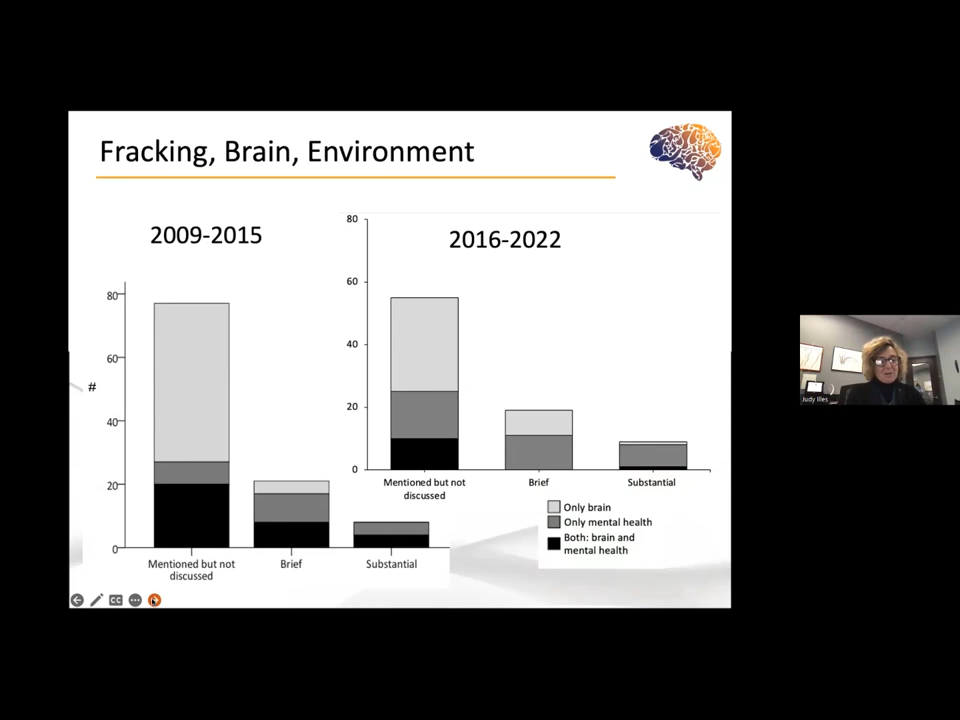 Fracking, Brain, Environment
2009-2015
80
60
#
40
20
0
Mentioned but not
discussed
Brief
Substantial
2016-2022
80
60
40
20
0
Mentioned but not
discussed
Brief
Substantial
Only brain
Only mental health
Both: brain and
mental health
CC
Judy Illes